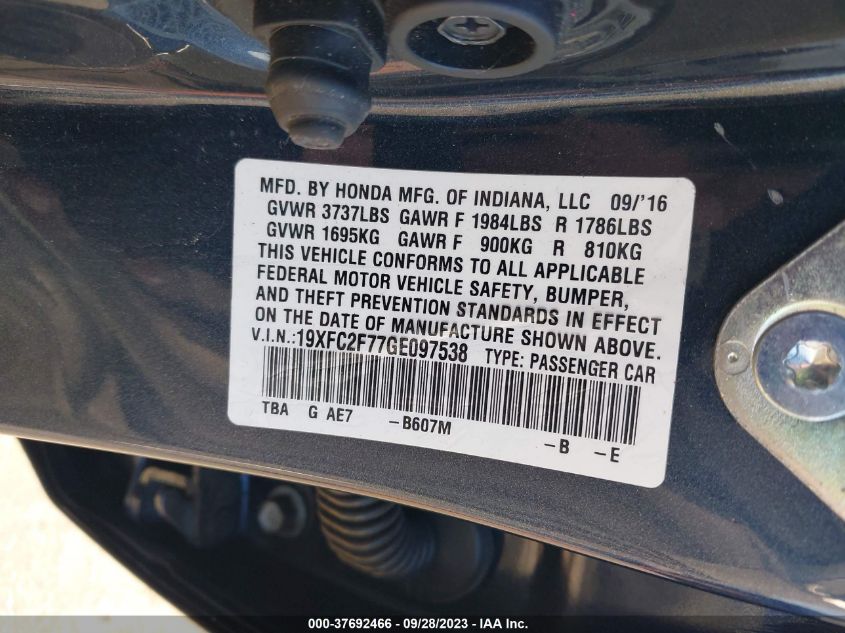 MFD. BY HONDA MFG. OF INDIANA, LLC 09/'16
GVWR 3737LBS GAWR F 1984LBS R 1786LBS
GVWR 1695KG GAWR F 900KG R 810KG
THIS VEHICLE CONFORMS TO ALL APPLICABLE
FEDERAL MOTOR VEHICLE SAFETY, BUMPER,
AND THEFT PREVENTION STANDARDS IN EFFECT
ON THE DATE OF MANUFACTURE SHOWN ABOVE.
V.I.N.:19XFC2F77GE097538 TYPE: PASSENGER CAR
TBA G AE7 -B607M -B -E
000-37692466 - 09/28/2023 - IAA Inc.